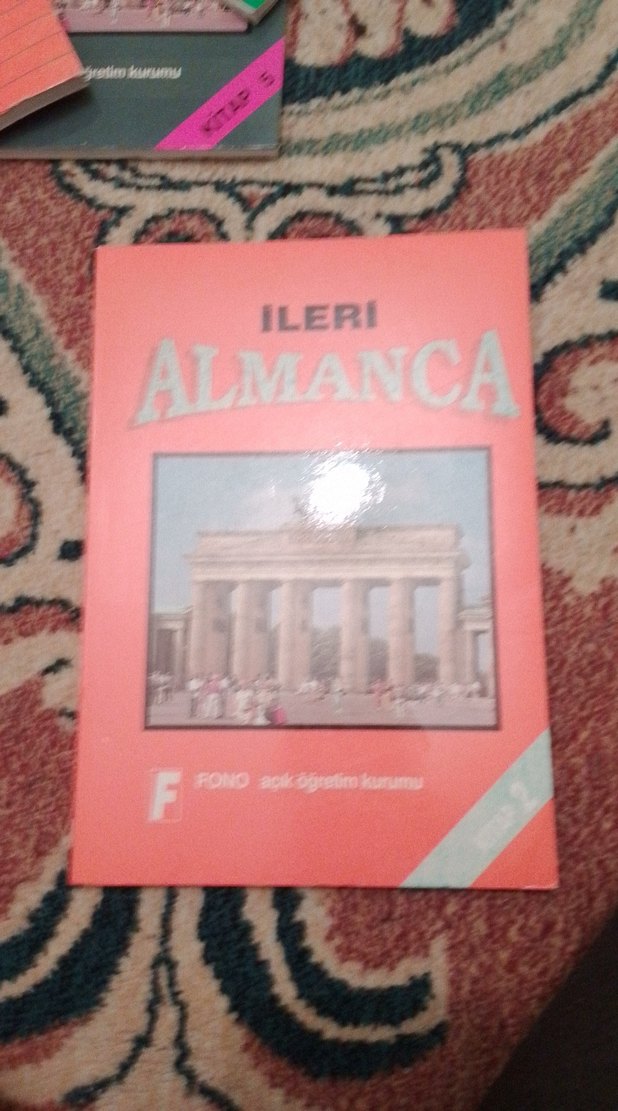 öğretim kurumu
KİTAP 5
İLERİ
ALMANCA
F FONO açık öğretim kurumu
KİTAP 2